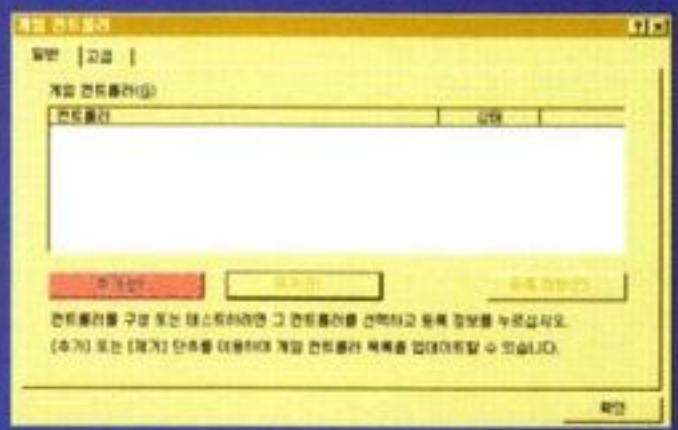 게임 컨트롤러
일반 고급
게임 컨트롤러(G)
컨트롤러 상태
추가(D) 제거(E) 등록 정보(P)
컨트롤러를 구성 또는 테스트하려면 그 컨트롤러를 선택하고 등록 정보를 누르십시오.
[추가] 또는 [제거] 단추를 이용하여 게임 컨트롤러 목록을 업데이트할 수 있습니다.
확인